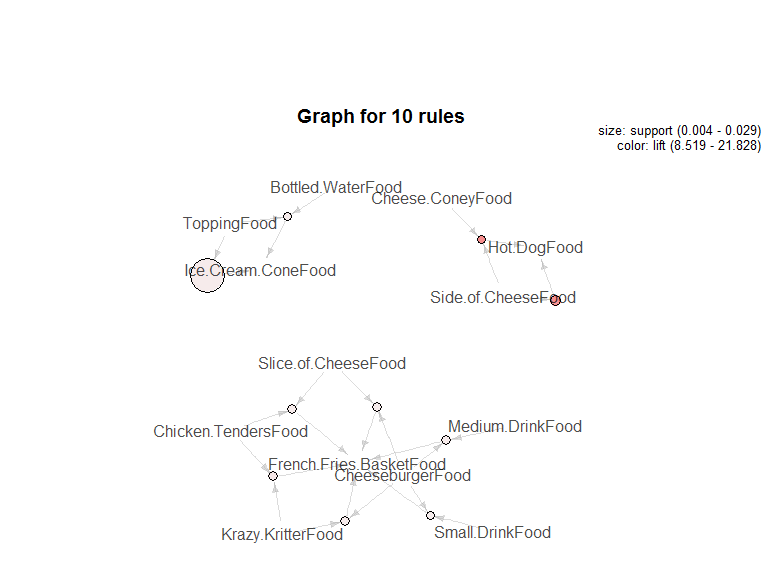 Graph for 10 rules
size: support (0.004 - 0.029)
color: lift (8.519 - 21.828)
Bottled.WaterFood
Cheese.ConeyFood
ToppingFood
Hot.DogFood
Ice.Cream.ConeFood
Side.of.CheeseFood
Slice.of.CheeseFood
Medium.DrinkFood
Chicken.TendersFood
French.Fries.BasketFood
CheeseburgerFood
Krazy.KritterFood
Small.DrinkFood